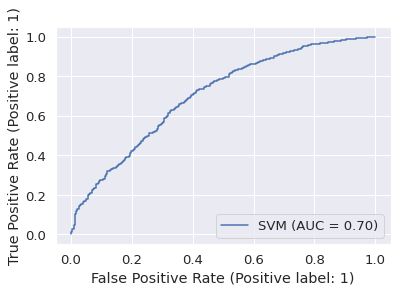 True Positive Rate (Positive label: 1)
1.0
0.8
0.6
0.4
0.2
0.0
SVM (AUC = 0.70)
0.0 0.2 0.4 0.6 0.8 1.0
False Positive Rate (Positive label: 1)